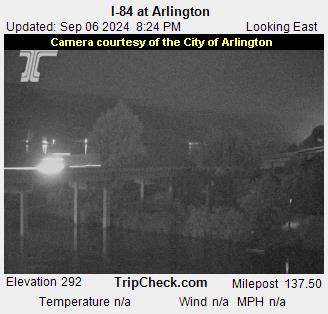 I-84 at Arlington
Updated: Sep 06 2024 8:24 PM Looking East
Camera courtesy of the City of Arlington
Elevation 292 TripCheck.com Milepost 137.50
Temperature n/a Wind n/a MPH n/a